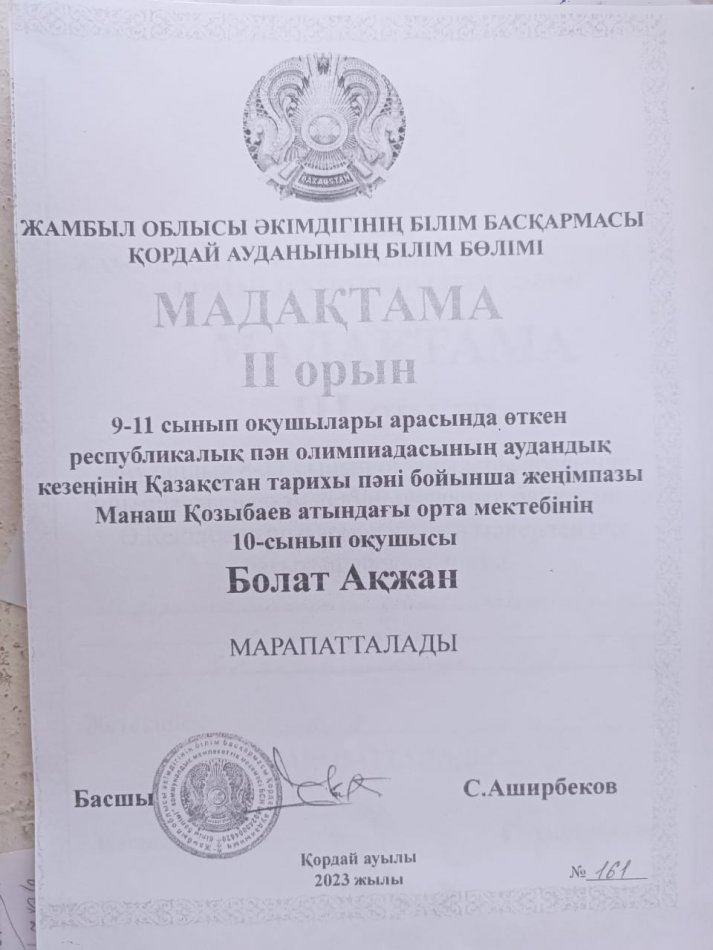 QAZAQSTAN
ЖАМБЫЛ ОБЛЫСЫ ӘКІМДІГІНІҢ БІЛІМ БАСҚАРМАСЫ
ҚОРДАЙ АУДАНЫНЫҢ БІЛІМ БӨЛІМІ
МАДАҚТАМА
II орын
9-11 сынып оқушылары арасында өткен
республикалық пән олимпиадасының аудандық
кезеңінің Қазақстан тарихы пәні бойынша жеңімпазы
Манаш Қозыбаев атындағы орта мектебінің
10-сынып оқушысы
Болат Ақжан
МАРАПАТТАЛАДЫ
Басшы
С.Аширбеков
Қордай ауылы
2023 жылы
№ 161